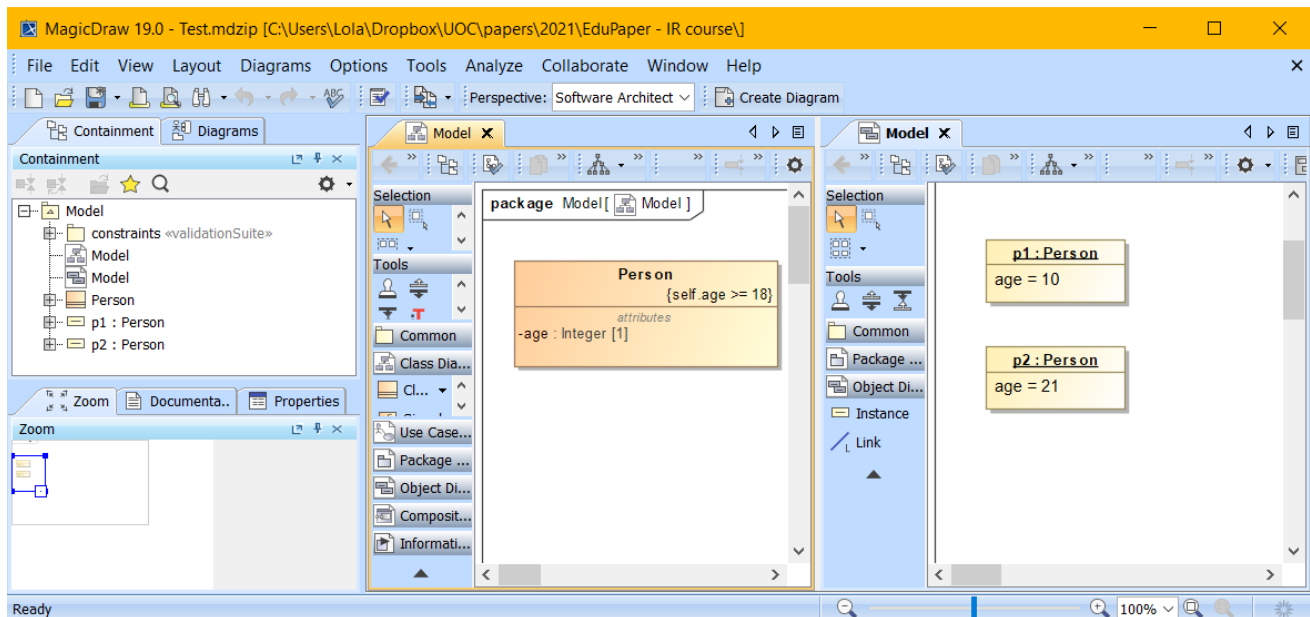 MagicDraw 19.0 - Test.mdzip [C:\Users\Lola\Dropbox\UOC\papers\2021\EduPaper - IR course\]
File Edit View Layout Diagrams Options Tools Analyze Collaborate Window Help
Perspective: Software Architect Create Diagram
Containment Diagrams
Containment
Model
constraints «validationSuite»
Model
Model
Person
p1 : Person
p2 : Person
Zoom Documenta.. Properties
Zoom
Model
Selection
Tools
Common
Class Dia...
Cl...
Use Case...
Package ...
Object Di...
Composit...
Informati...
package Model[ Model ]
Person
{self.age >= 18}
attributes
-age : Integer [1]
Model
Selection
Tools
Common
Package ...
Object Di...
Instance
Link
p1 : Person
age = 10
p2 : Person
age = 21
Ready
100%